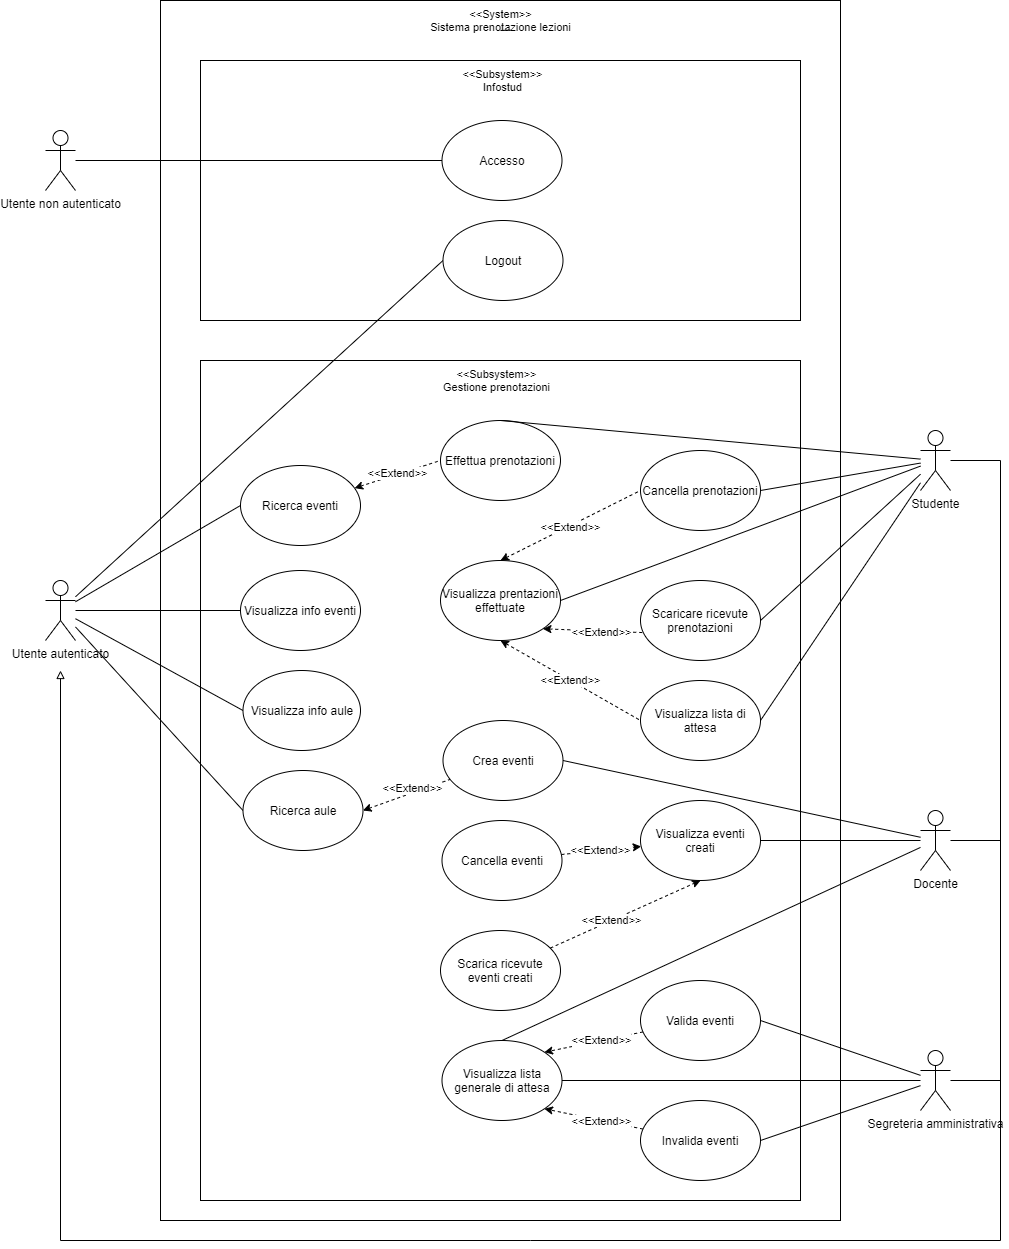 <<System>>
Sistema prenotazione lezioni
<<Subsystem>>
Infostud
Accesso
Utente non autenticato
Logout
<<Subsystem>>
Gestione prenotazioni
Effettua prenotazioni
<<Extend>>
Ricerca eventi
Cancella prenotazioni
Studente
<<Extend>>
Visualizza prentazioni
effettuate
Visualizza info eventi
Scaricare ricevute
prenotazioni
<<Extend>>
Utente autenticato
<<Extend>>
Visualizza info aule
Visualizza lista di
attesa
Crea eventi
<<Extend>>
Ricerca aule
Visualizza eventi
creati
<<Extend>>
Cancella eventi
Docente
<<Extend>>
Scarica ricevute
eventi creati
Valida eventi
<<Extend>>
Visualizza lista
generale di attesa
Segreteria amministrativa
<<Extend>>
Invalida eventi